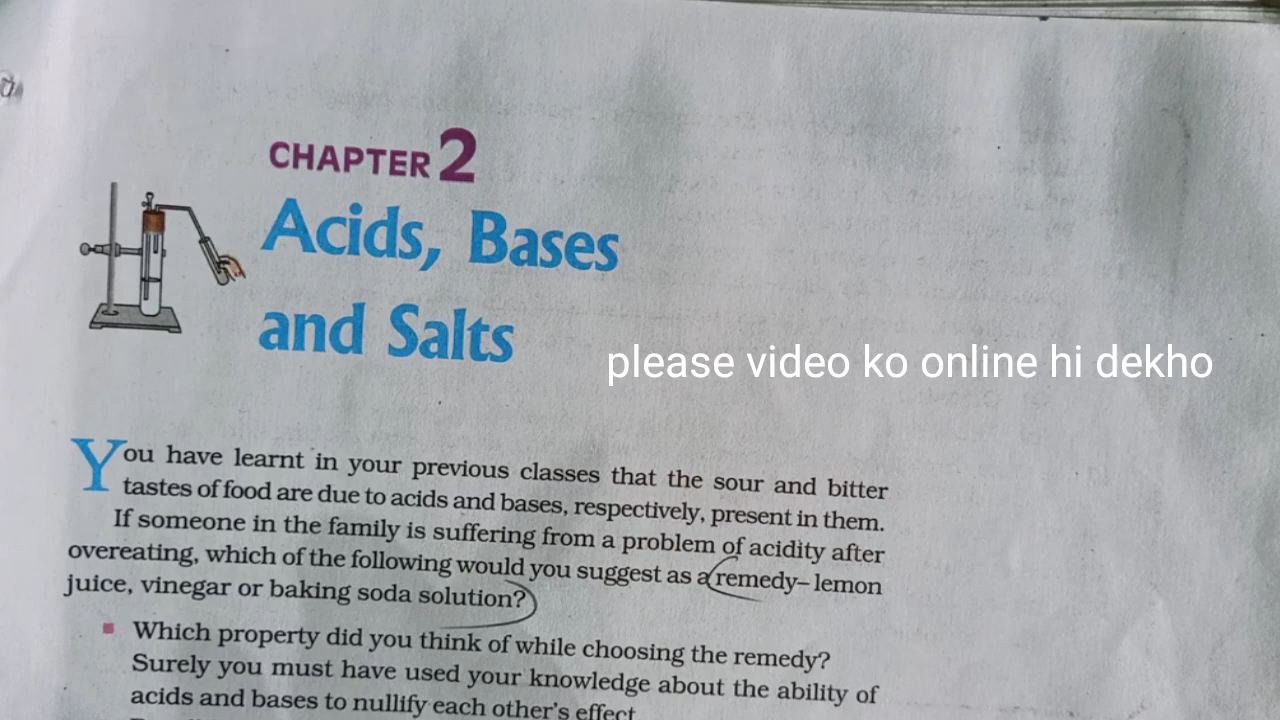 CHAPTER 2
Acids, Bases
and Salts
please video ko online hi dekho
You have learnt in your previous classes that the sour and bitter
tastes of food are due to acids and bases, respectively, present in them.
If someone in the family is suffering from a problem of acidity after
overeating, which of the following would you suggest as a remedy– lemon
juice, vinegar or baking soda solution?
Which property did you think of while choosing the remedy?
Surely you must have used your knowledge about the ability of
acids and bases to nullify each other's effect